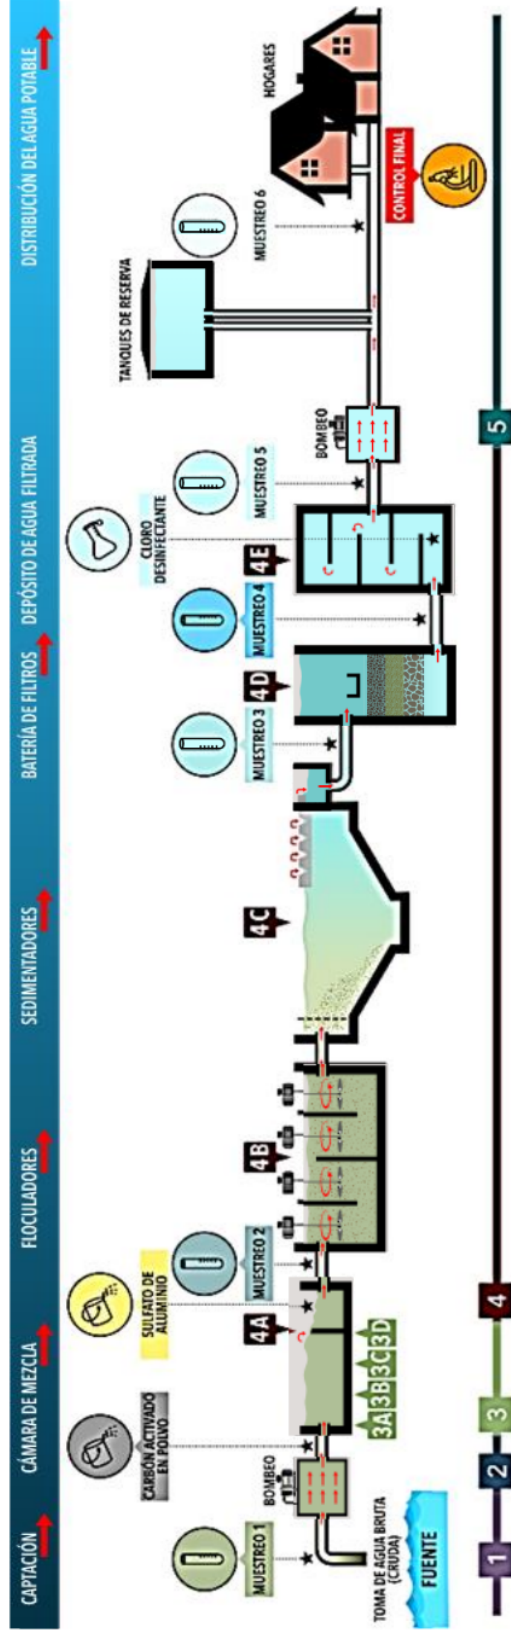 CAPTACIÓN
CÁMARA DE MEZCLA
FLOCULADORES
SEDIMENTADORES
BATERÍA DE FILTROS
DEPÓSITO DE AGUA FILTRADA
DISTRIBUCIÓN DEL AGUA POTABLE
CARBÓN ACTIVADO
EN POLVO
SULFATO DE
ALUMINIO
CLORO
DESINFECTANTE
TANQUES DE RESERVA
MUESTREO 1
MUESTREO 2
MUESTREO 3
MUESTREO 4
MUESTREO 5
MUESTREO 6
BOMBEO
4A
4B
4C
4D
4E
BOMBEO
HOGARES
TOMA DE AGUA BRUTA
(CRUDA)
FUENTE
3A
3B
3C
3D
CONTROL FINAL
1
2
3
4
5